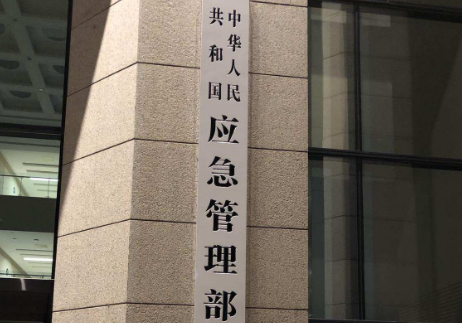 中华人民
共和国
应急管理部